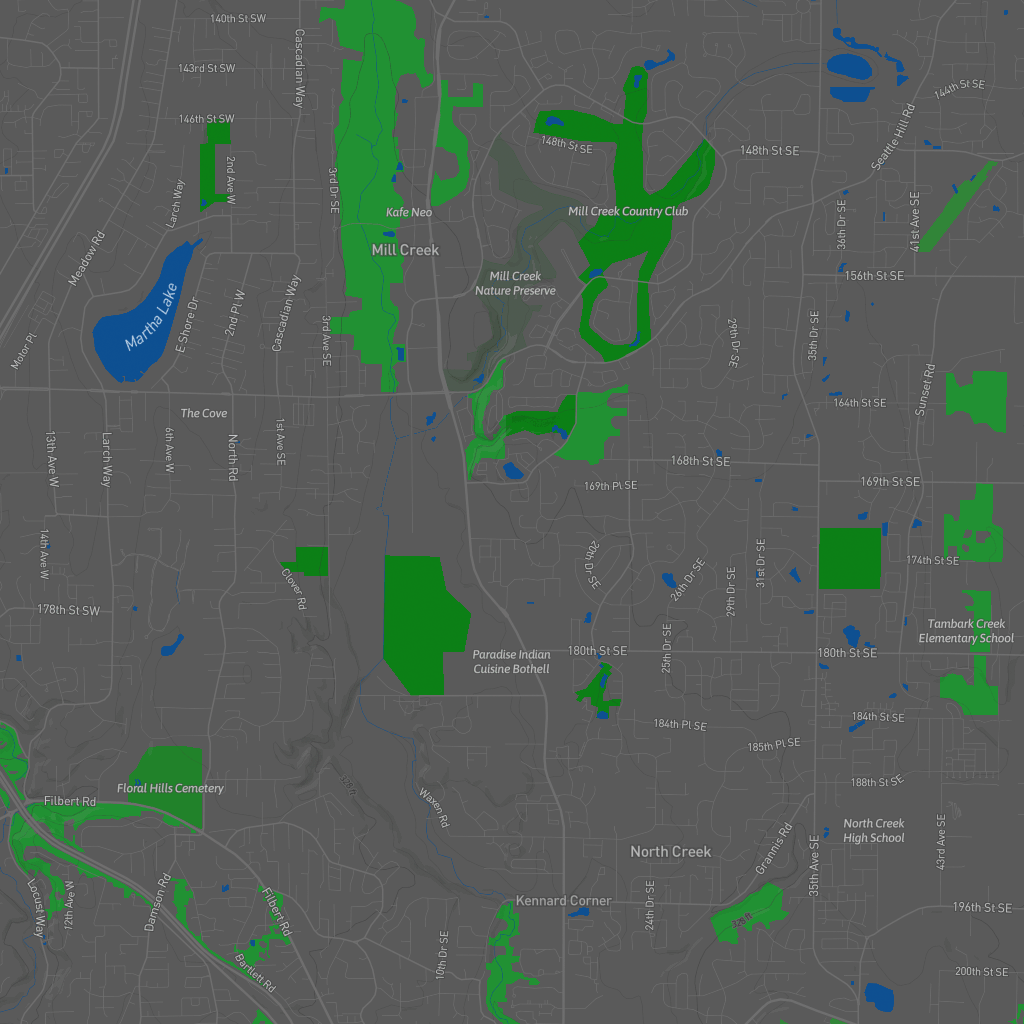 140th St SW
Cascadian Way
143rd St SW
144th St SE
146th St SW
Seattle Hill Rd
148th St SE
148th St SE
2nd Ave W
3rd Dr SE
Larch Way
Kafe Neo
Mill Creek Country Club
36th Dr SE
41st Ave SE
Meadow Rd
Mill Creek
Mill Creek
Nature Preserve
156th St SE
Martha Lake
E Shore Dr
2nd Pl W
Cascadian Way
3rd Ave SE
29th Dr SE
35th Dr SE
Motor Pl
Sunset Rd
164th St SE
The Cove
13th Ave W
Larch Way
6th Ave W
North Rd
1st Ave SE
168th St SE
169th Pl SE
169th St SE
14th Ave W
20th Dr SE
26th Dr SE
29th Dr SE
31st Dr SE
174th St SE
Clover Rd
178th St SW
Tambark Creek
Elementary School
Paradise Indian
Cuisine Bothell
180th St SE
25th Dr SE
180th St SE
184th Pl SE
184th St SE
185th Pl SE
188th St SE
Floral Hills Cemetery
Filbert Rd
328 ft
Waxen Rd
North Creek
High School
43rd Ave SE
North Creek
Grannis Rd
35th Ave SE
Locust Way
12th Ave W
Damson Rd
Filbert Rd
Kennard Corner
24th Dr SE
328 ft
196th St SE
10th Dr SE
Bartlett Rd
200th St SE